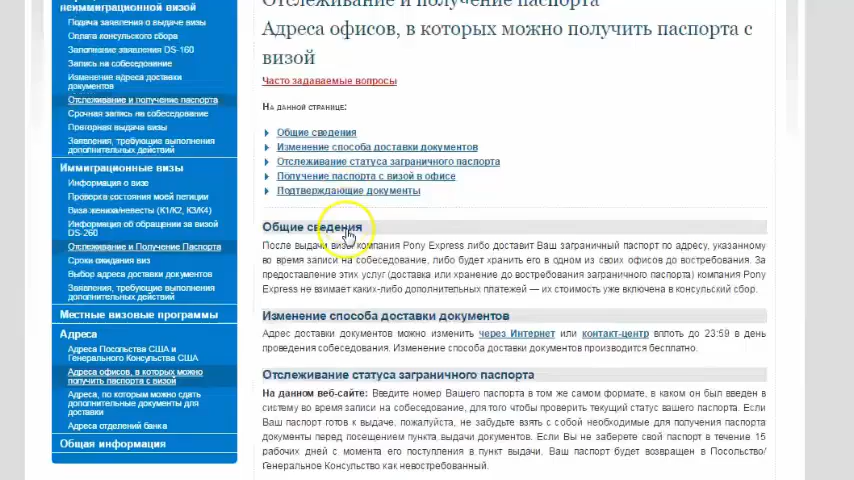 неиммиграционной визой
Подача заявления о выдаче визы
Оплата консульского сбора
Заполнение заявления DS-160
Запись на собеседование
Изменение адреса доставки
документов
Отслеживание и получение паспорта
Срочная запись на собеседование
Повторная выдача визы
Заявления, требующие выполнения
дополнительных действий
Иммиграционные визы
Информация о визе
Проверка состояния моей петиции
Виза жениха/невесты (K1/K2, K3/K4)
Информация об обращении за визой
DS-260
Отслеживание и Получение Паспорта
Сроки ожидания виз
Выбор адреса доставки документов
Заявления, требующие выполнения
дополнительных действий
Местные визовые программы
Адреса
Адреса Посольства США и
Генерального Консульства США
Адреса офисов, в которых можно
получить паспорта с визой
Адреса, по которым можно сдать
дополнительные документы для
доставки
Адреса отделений банка
Общая информация
Отслеживание и получение паспорта
Адреса офисов, в которых можно получить паспорта с
визой
Часто задаваемые вопросы
На данной странице:
Общие сведения
Изменение способа доставки документов
Отслеживание статуса заграничного паспорта
Получение паспорта с визой в офисе
Подтверждающие документы
Общие сведения
После выдачи визы компания Pony Express либо доставит Ваш заграничный паспорт по адресу, указанному
во время записи на собеседование, либо будет хранить его в одном из своих офисов до востребования. За
предоставление этих услуг (доставка или хранение до востребования заграничного паспорта) компания Pony
Express не взимает каких-либо дополнительных платежей — их стоимость уже включена в консульский сбор.
Изменение способа доставки документов
Адрес доставки документов можно изменить через Интернет или контакт-центр вплоть до 23:59 в день
проведения собеседования. Изменение способа доставки документов производится бесплатно.
Отслеживание статуса заграничного паспорта
На данном веб-сайте: Введите номер Вашего паспорта в том же самом формате, в каком он был введен в
систему во время записи на собеседование, для того чтобы проверить текущий статус вашего паспорта. Если
Ваш паспорт готов к выдаче, пожалуйста, не забудьте взять с собой необходимые для получения паспорта
документы перед посещением пункта выдачи документов. Если Вы не заберете свой паспорт в течение 15
рабочих дней с момента его поступления в пункт выдачи, Ваш паспорт будет возвращен в Посольство/
Генеральное Консульство как невостребованный.